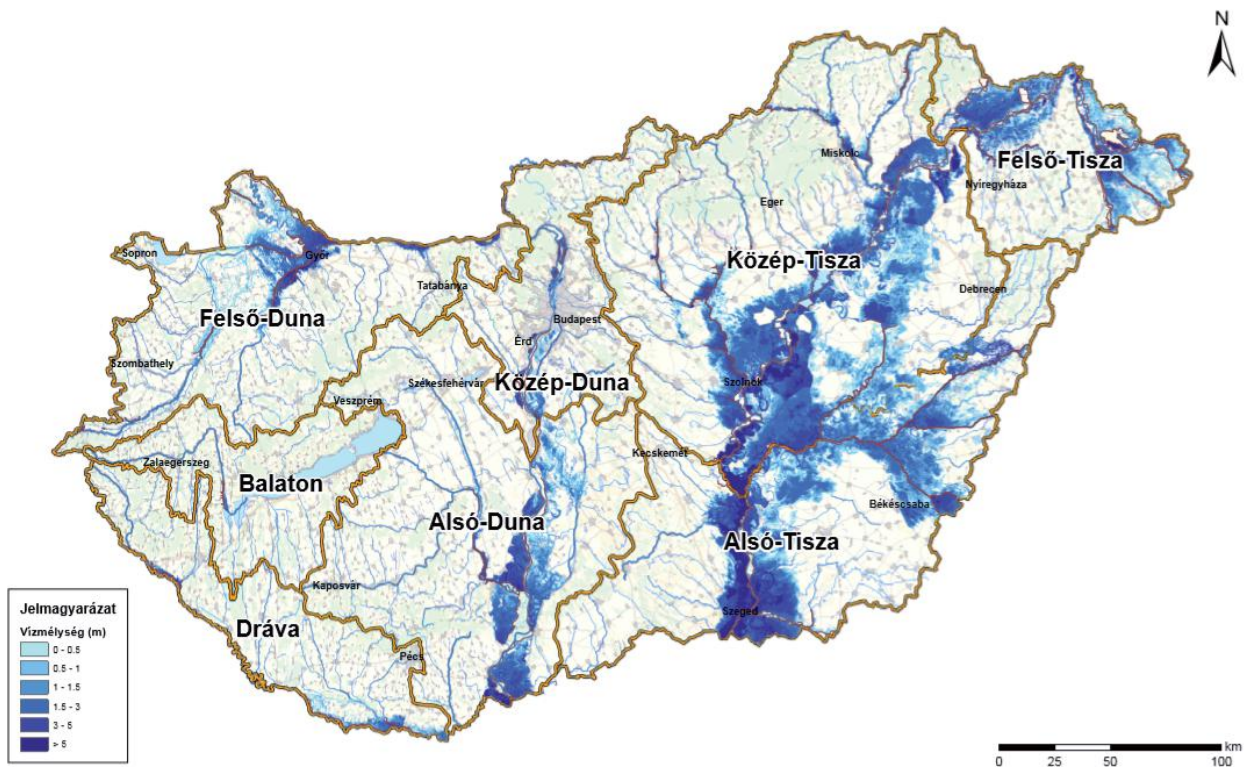 N
Miskolc
Felső-Tisza
Nyíregyháza
Eger
Sopron
Győr
Közép-Tisza
Tatabánya
Debrecen
Felső-Duna
Budapest
Érd
Szombathely
Szolnok
Székesfehérvár
Közép-Duna
Veszprém
Kecskemét
Zalaegerszeg
Balaton
Békéscsaba
Alsó-Duna
Alsó-Tisza
Kaposvár
Szeged
Dráva
Pécs
Jelmagyarázat
Vízmélység (m)
0 - 0.5
0.5 - 1
1 - 1.5
1.5 - 3
3 - 5
> 5
km
0 25 50 100